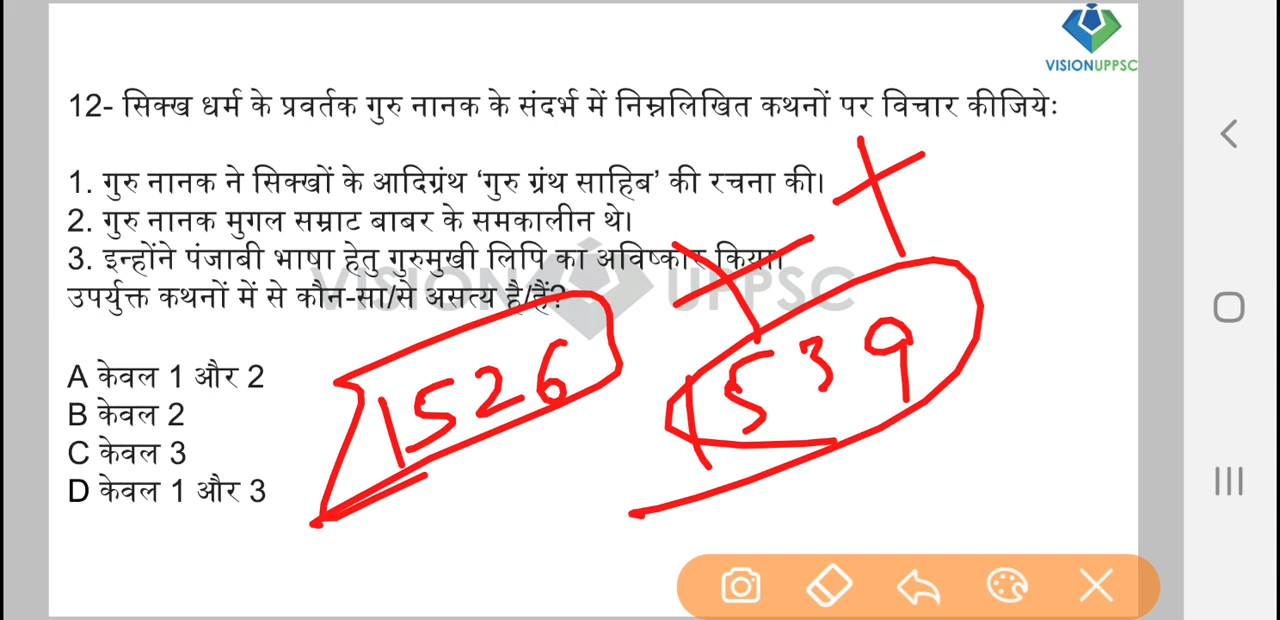 VISIONUPPSC
12- सिक्ख धर्म के प्रवर्तक गुरु नानक के संदर्भ में निम्नलिखित कथनों पर विचार कीजिये:
1. गुरु नानक ने सिक्खों के आदिग्रंथ ‘गुरु ग्रंथ साहिब’ की रचना की।
2. गुरु नानक मुगल सम्राट बाबर के समकालीन थे।
3. इन्होंने पंजाबी भाषा हेतु गुरुमुखी लिपि का अविष्कार किया।
VISION UPPSC
उपर्युक्त कथनों में से कौन-सा/से असत्य है/हैं?
A केवल 1 और 2
B केवल 2
C केवल 3
D केवल 1 और 3
1526
1539